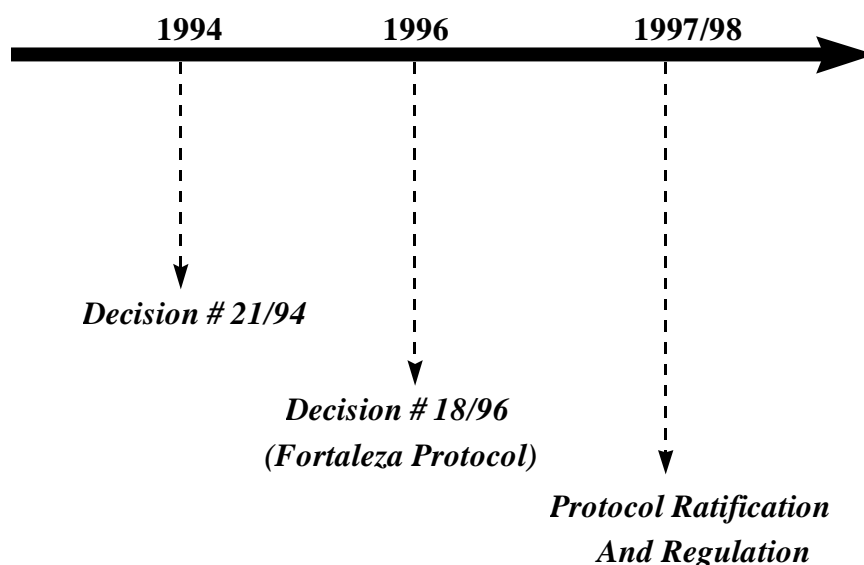 1994 1996 1997/98
Decision # 21/94
Decision # 18/96
(Fortaleza Protocol)
Protocol Ratification
And Regulation